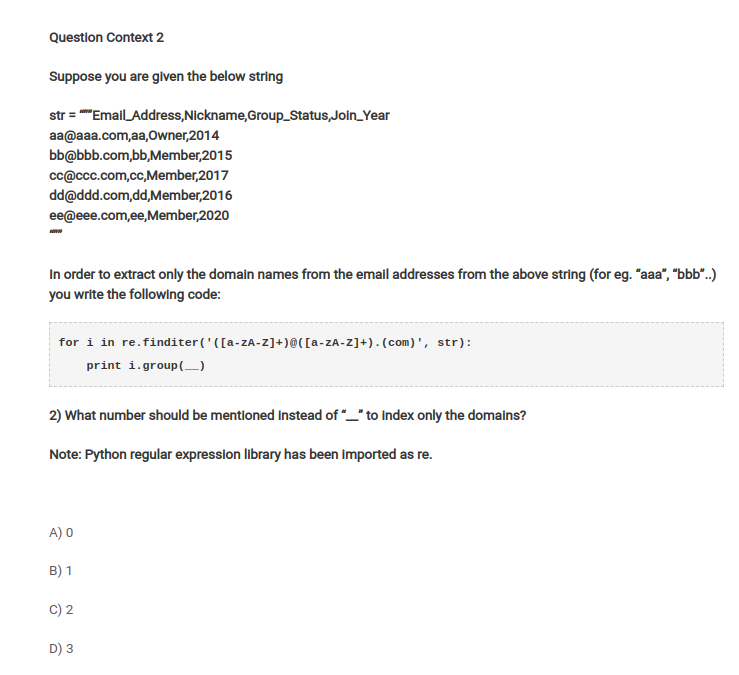 Question Context 2
Suppose you are given the below string
str = “””Email_Address,Nickname,Group_Status,Join_Year
aa@aaa.com,aa,Owner,2014
bb@bbb.com,bb,Member,2015
cc@ccc.com,cc,Member,2017
dd@ddd.com,dd,Member,2016
ee@eee.com,ee,Member,2020
“””
In order to extract only the domain names from the email addresses from the above string (for eg. “aaa”, “bbb”..)
you write the following code:
for i in re.finditer('([a-zA-Z]+)@([a-zA-Z]+).(com)', str):
print i.group(__)
2) What number should be mentioned instead of “__” to index only the domains?
Note: Python regular expression library has been imported as re.
A) 0
B) 1
C) 2
D) 3